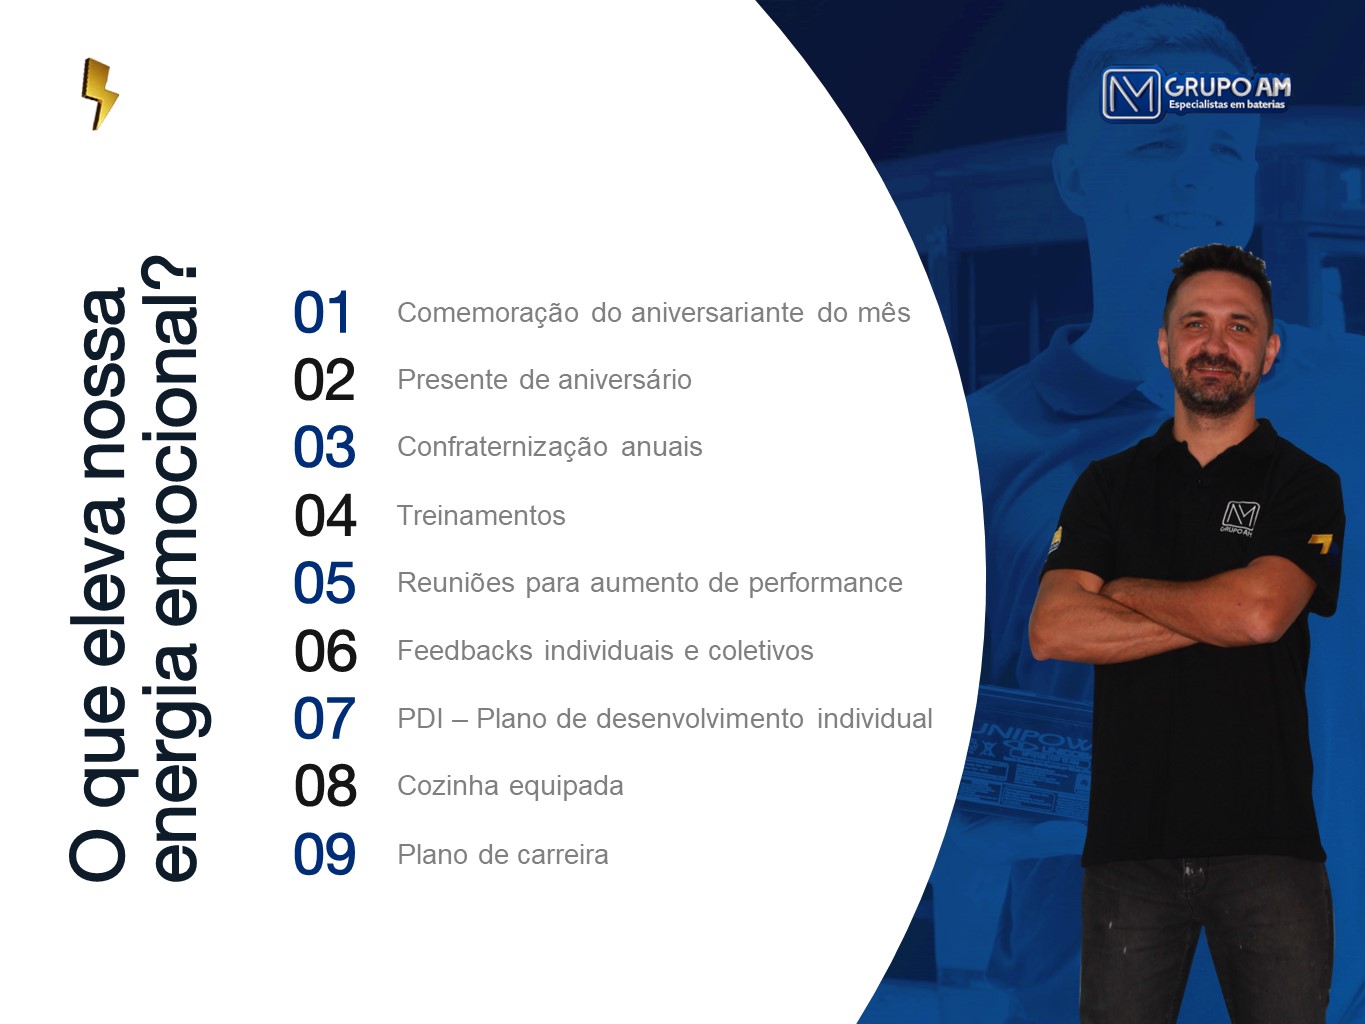 GRUPO AM
Especialistas em baterias
O que eleva nossa
energia emocional?
01 Comemoração do aniversariante do mês
02 Presente de aniversário
03 Confraternização anuais
04 Treinamentos
05 Reuniões para aumento de performance
06 Feedbacks individuais e coletivos
07 PDI – Plano de desenvolvimento individual
08 Cozinha equipada
09 Plano de carreira
GRUPO AM